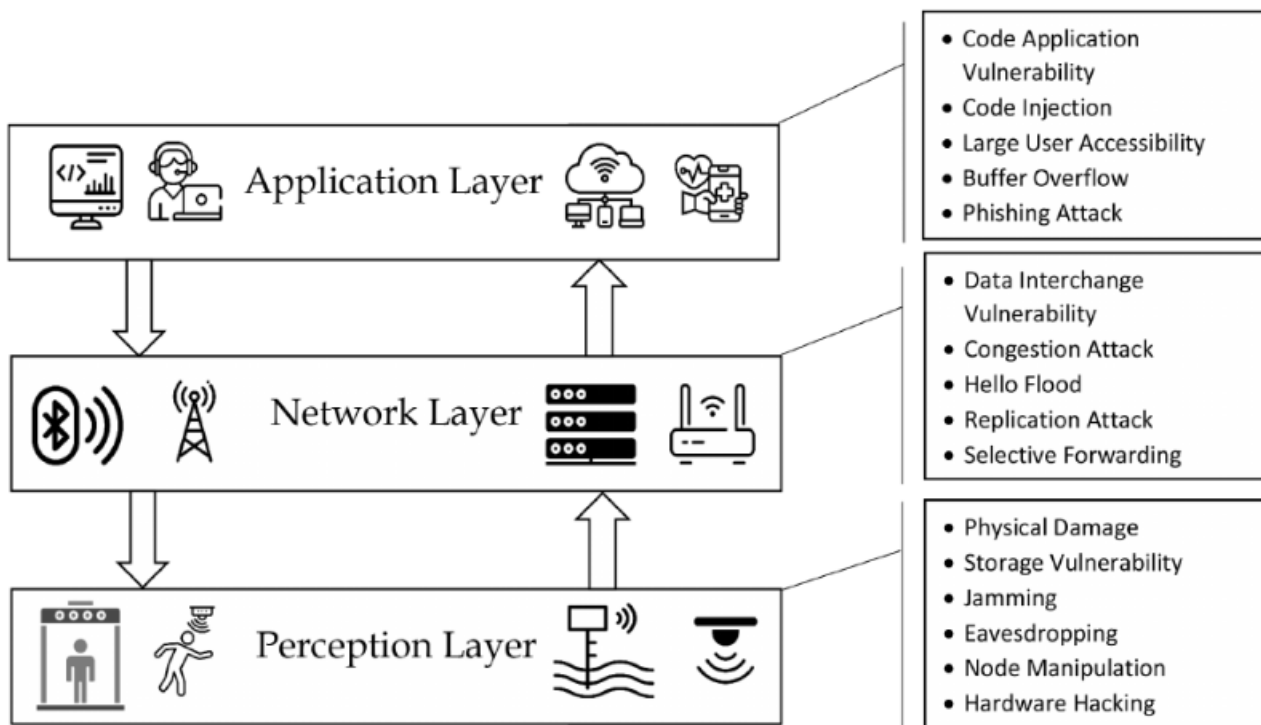 • Code Application
Vulnerability
• Code Injection
• Large User Accessibility
• Buffer Overflow
• Phishing Attack
</> Application Layer
• Data Interchange
Vulnerability
• Congestion Attack
• Hello Flood
• Replication Attack
• Selective Forwarding
Network Layer
• Physical Damage
• Storage Vulnerability
• Jamming
• Eavesdropping
• Node Manipulation
• Hardware Hacking
Perception Layer